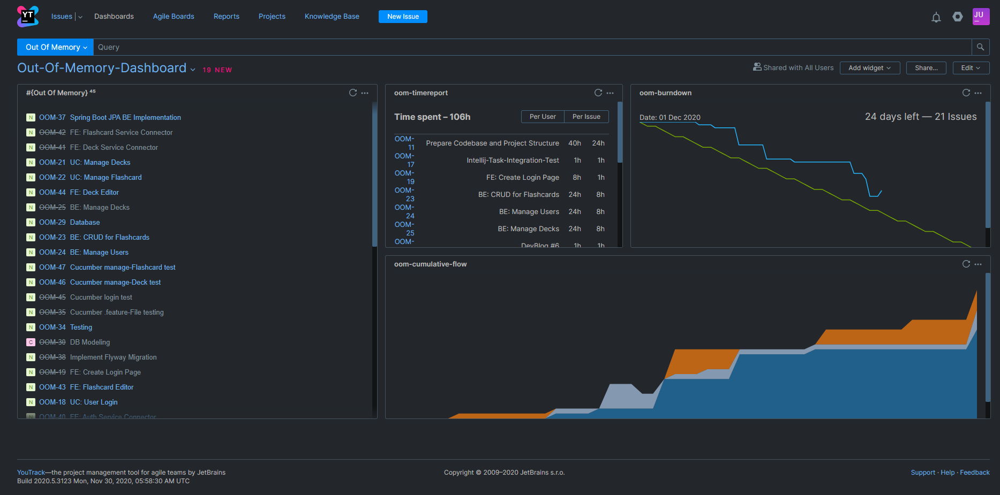 YT
Issues
Dashboards
Agile Boards
Reports
Projects
Knowledge Base
New Issue
JU
Out Of Memory
Query
Out-Of-Memory-Dashboard
19 NEW
Shared with All Users
Add widget
Share...
Edit
#{Out Of Memory} 45
N OOM-37 Spring Boot JPA BE Implementation
N OOM-42 FE: Flashcard Service Connector
N OOM-41 FE: Deck Service Connector
N OOM-21 UC: Manage Decks
N OOM-22 UC: Manage Flashcard
N OOM-44 FE: Deck Editor
N OOM-25 BE: Manage Decks
N OOM-29 Database
N OOM-23 BE: CRUD for Flashcards
N OOM-24 BE: Manage Users
N OOM-47 Cucumber manage-Flashcard test
N OOM-46 Cucumber manage-Deck test
N OOM-45 Cucumber login test
N OOM-35 Cucumber .feature-File testing
N OOM-34 Testing
C OOM-30 DB Modeling
N OOM-38 Implement Flyway Migration
N OOM-19 FE: Create Login Page
N OOM-43 FE: Flashcard Editor
N OOM-18 UC: User Login
N OOM-40 FE: Auth Service Connector
oom-timereport
Time spent – 106h
Per User
Per Issue
OOM-11 Prepare Codebase and Project Structure 40h 24h
OOM-17 Intellij-Task-Integration-Test 1h 1h
OOM-19 FE: Create Login Page 8h 1h
OOM-23 BE: CRUD for Flashcards 24h 8h
OOM-24 BE: Manage Users 24h 8h
OOM-25 BE: Manage Decks 24h 8h
OOM- DevBlog #6 1h 1h
oom-burndown
Date: 01 Dec 2020
24 days left — 21 Issues
oom-cumulative-flow
YouTrack—the project management tool for agile teams by JetBrains
Build 2020.5.3123 Mon, Nov 30, 2020, 05:58:30 AM UTC
Copyright © 2009–2020 JetBrains s.r.o.
Support · Help · Feedback